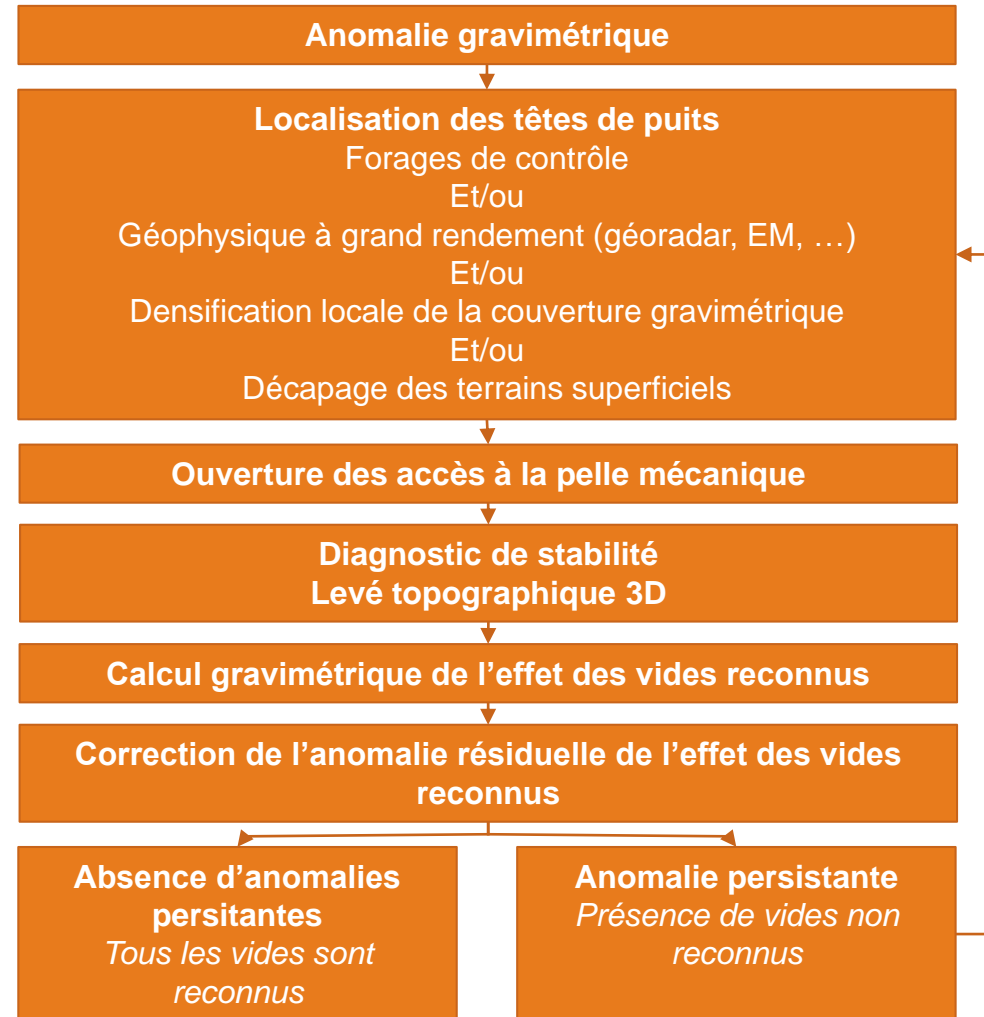 Anomalie gravimétrique
Localisation des têtes de puits
Forages de contrôle
Et/ou
Géophysique à grand rendement (géoradar, EM, …)
Et/ou
Densification locale de la couverture gravimétrique
Et/ou
Décapage des terrains superficiels
Ouverture des accès à la pelle mécanique
Diagnostic de stabilité
Levé topographique 3D
Calcul gravimétrique de l’effet des vides reconnus
Correction de l’anomalie résiduelle de l’effet des vides
reconnus
Absence d’anomalies
persitantes
Tous les vides sont
reconnus
Anomalie persistante
Présence de vides non
reconnus